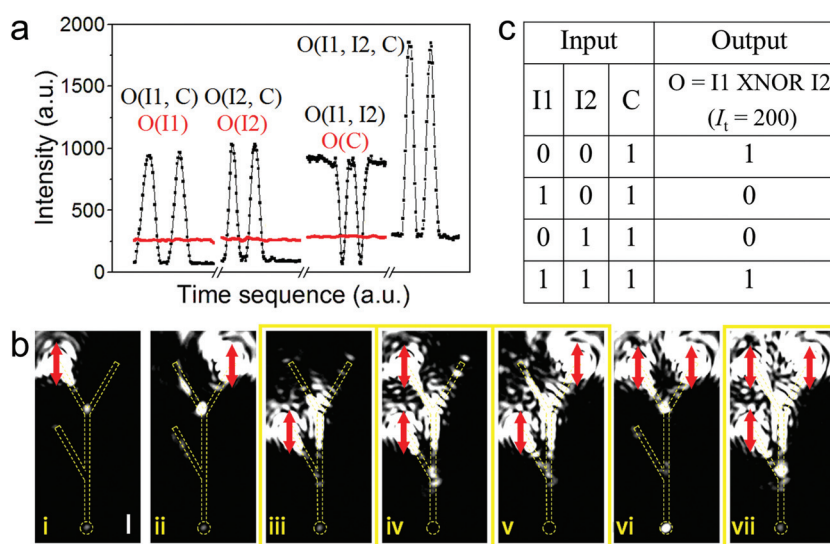 a
2000
1500
1000
500
0
Intensity (a.u.)
O(I1, C)
O(I1)
O(I2, C)
O(I2)
O(I1, I2)
O(C)
O(I1, I2, C)
Time sequence (a.u.)
c
Input Output
I1 I2 C O = I1 XNOR I2
(It = 200)
0 0 1 1
1 0 1 0
0 1 1 0
1 1 1 1
b
i ii iii iv v vi vii